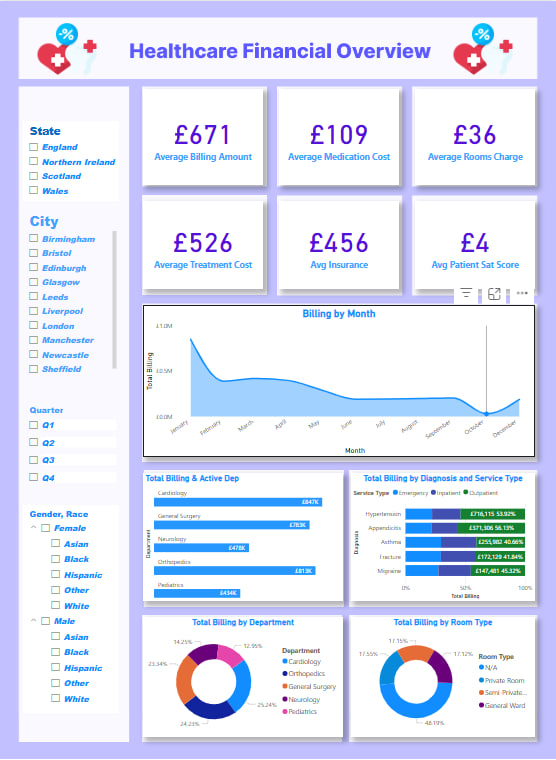 -%
Healthcare Financial Overview
-%
State
England
Northern Ireland
Scotland
Wales
City
Birmingham
Bristol
Edinburgh
Glasgow
Leeds
Liverpool
London
Manchester
Newcastle
Sheffield
Quarter
Q1
Q2
Q3
Q4
Gender, Race
Female
Asian
Black
Hispanic
Other
White
Male
Asian
Black
Hispanic
Other
White
£671
Average Billing Amount
£109
Average Medication Cost
£36
Average Rooms Charge
£526
Average Treatment Cost
£456
Avg Insurance
£4
Avg Patient Sat Score
Billing by Month
Total Billing
£1.0M
£0.5M
£0.0M
January
February
March
April
May
June
July
August
September
October
December
Month
Total Billing & Active Dep
Department
Cardiology
£847K
General Surgery
£783K
Neurology
£478K
Orthopedics
£813K
Pediatrics
£434K
Total Billing by Diagnosis and Service Type
Service Type Emergency Inpatient Outpatient
Diagnosis
Hypertension £716,115 53.92%
Appendicitis £371,306 56.13%
Asthma £255,982 40.66%
Fracture £172,129 41.84%
Migraine £147,481 45.32%
0% 50% 100%
Total Billing
Total Billing by Department
14.25%
12.95%
23.34%
25.24%
24.23%
Department
Cardiology
Orthopedics
General Surgery
Neurology
Pediatrics
Total Billing by Room Type
17.15%
17.55%
17.12%
48.19%
Room Type
N/A
Private Room
Semi Private...
General Ward